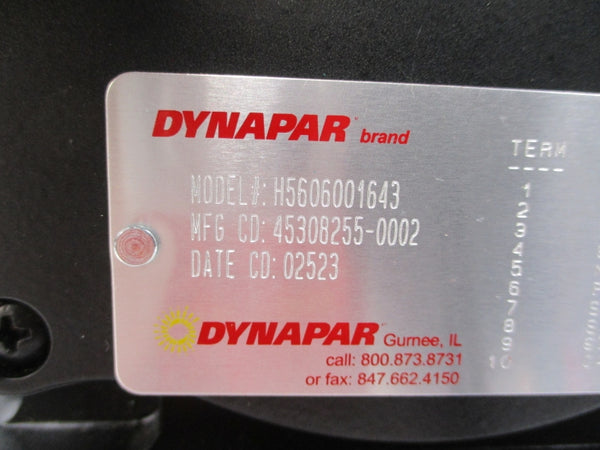 DYNAPAR brand
MODEL#: H5606001643
MFG CD: 45308255-0002
DATE CD: 02523
DYNAPAR Gurnee, IL
call: 800.873.8731
or fax: 847.662.4150
TERM
1
2
3
4
5
6
7
8
9
10